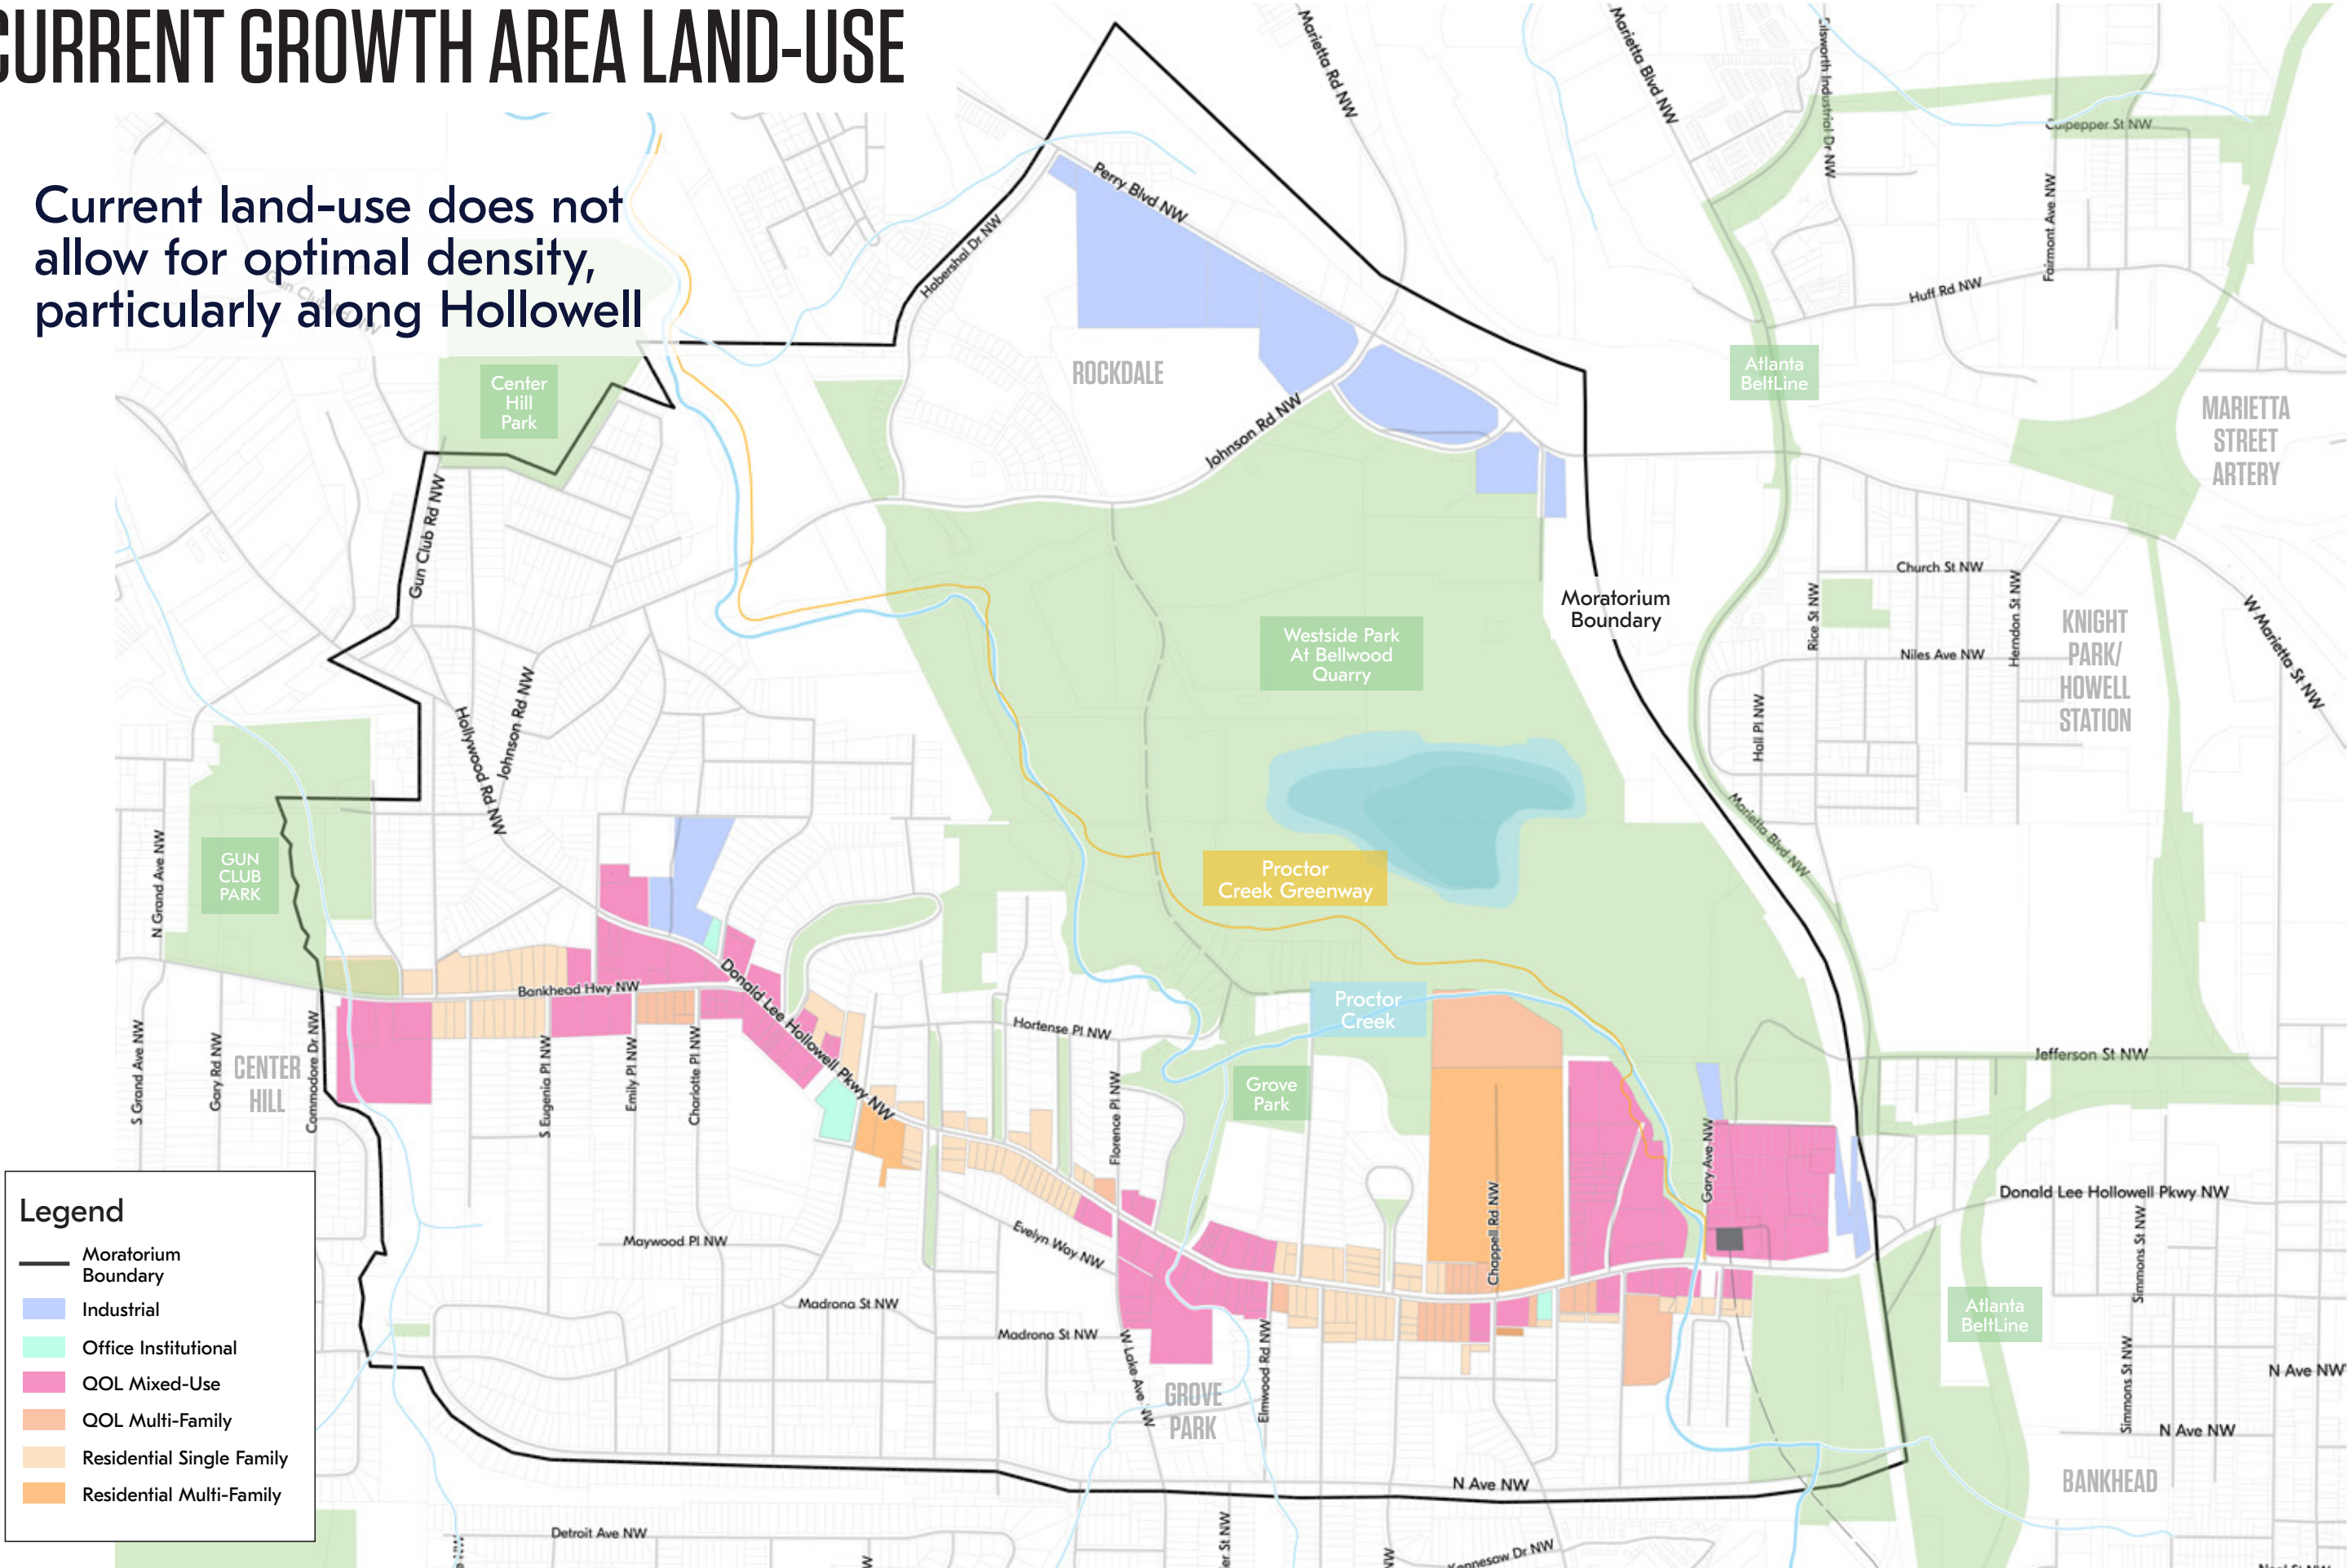 CURRENT GROWTH AREA LAND-USE
Current land-use does not
allow for optimal density,
particularly along Hollowell
Gun Club Rd NW
Center
Hill
Park
Habershal Dr NW
Perry Blvd NW
Marietta Rd NW
Marietta Blvd NW
Ellsworth Industrial Dr NW
Culpepper St NW
Fairmont Ave NW
Huff Rd NW
ROCKDALE
Johnson Rd NW
Atlanta
BeltLine
MARIETTA
STREET
ARTERY
Gun Club Rd NW
Moratorium
Boundary
Church St NW
Rice St NW
Herndon St NW
Niles Ave NW
Hall Pl NW
KNIGHT
PARK/
HOWELL
STATION
W Marietta St NW
Westside Park
At Bellwood
Quarry
Hollywood Rd NW
Johnson Rd NW
Marietta Blvd NW
N Grand Ave NW
GUN
CLUB
PARK
Proctor
Creek Greenway
Bankhead Hwy NW
Donald Lee Hollowell Pkwy NW
Proctor
Creek
Hortense Pl NW
Jefferson St NW
S Grand Ave NW
Gary Rd NW
CENTER
HILL
Commodore Dr NW
S Eugenia Pl NW
Emily Pl NW
Charlotte Pl NW
Florence Pl NW
Grove
Park
Gary Ave NW
Chappell Rd NW
Donald Lee Hollowell Pkwy NW
Simmons St NW
Maywood Pl NW
Evelyn Way NW
Madrona St NW
Madrona St NW
W Lake Ave NW
Elmwood Rd NW
GROVE
PARK
Atlanta
BeltLine
Simmons St NW
N Ave NW
N Ave NW
N Ave NW
BANKHEAD
Detroit Ave NW
er St NW
NW
Kennesaw Dr NW
Legend
Moratorium
Boundary
Industrial
Office Institutional
QOL Mixed-Use
QOL Multi-Family
Residential Single Family
Residential Multi-Family